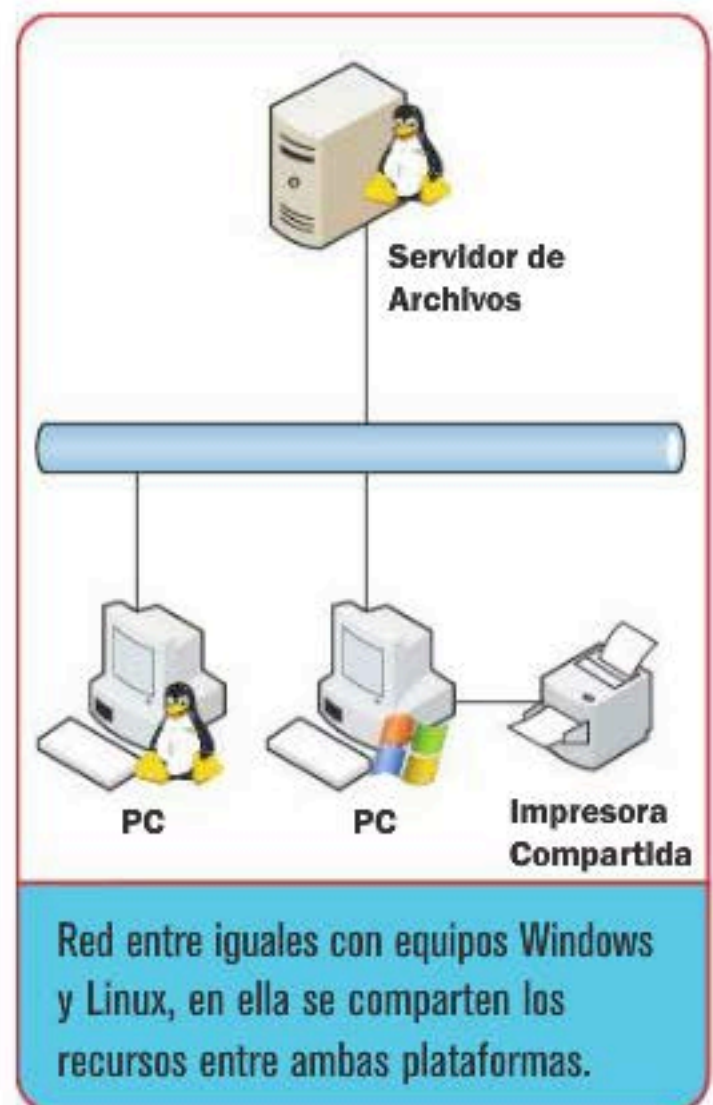 Servidor de
Archivos
PC
PC
Impresora
Compartida
Red entre iguales con equipos Windows
y Linux, en ella se comparten los
recursos entre ambas plataformas.